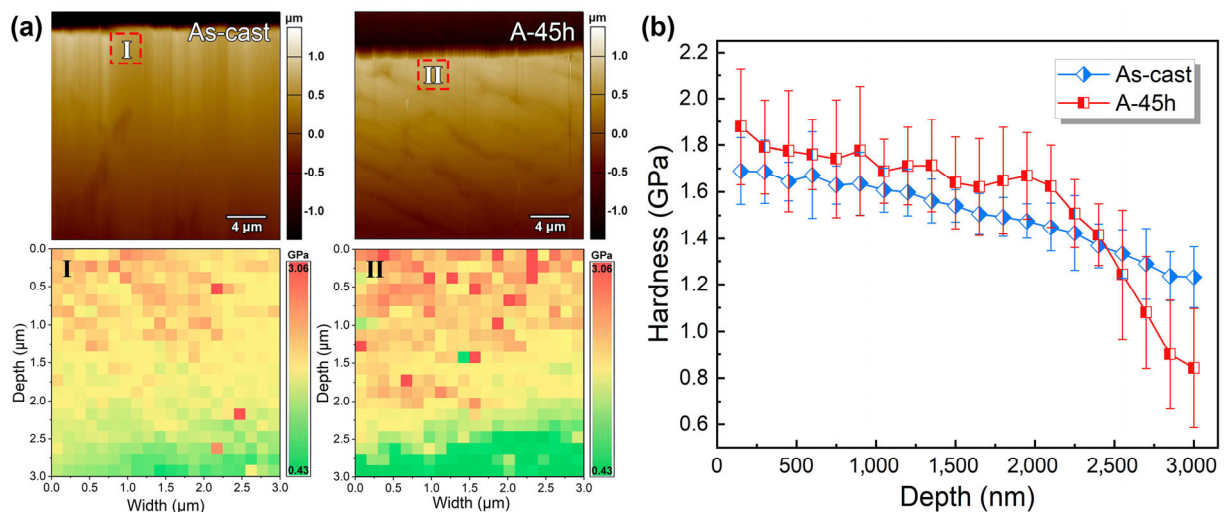 (a)
As-cast
I
4 µm
µm
1.0
0.5
0.0
-0.5
-1.0
A-45h
II
4 µm
µm
1.0
0.5
0.0
-0.5
-1.0
I
Depth (µm)
0.0
0.5
1.0
1.5
2.0
2.5
3.0
0.0 0.5 1.0 1.5 2.0 2.5 3.0
Width (µm)
GPa
3.06
0.43
II
Depth (µm)
0.0
0.5
1.0
1.5
2.0
2.5
3.0
0.0 0.5 1.0 1.5 2.0 2.5 3.0
Width (µm)
GPa
3.06
0.43
(b)
As-cast
A-45h
Hardness (GPa)
2.2
2.0
1.8
1.6
1.4
1.2
1.0
0.8
0.6
0 500 1,000 1,500 2,000 2,500 3,000
Depth (nm)